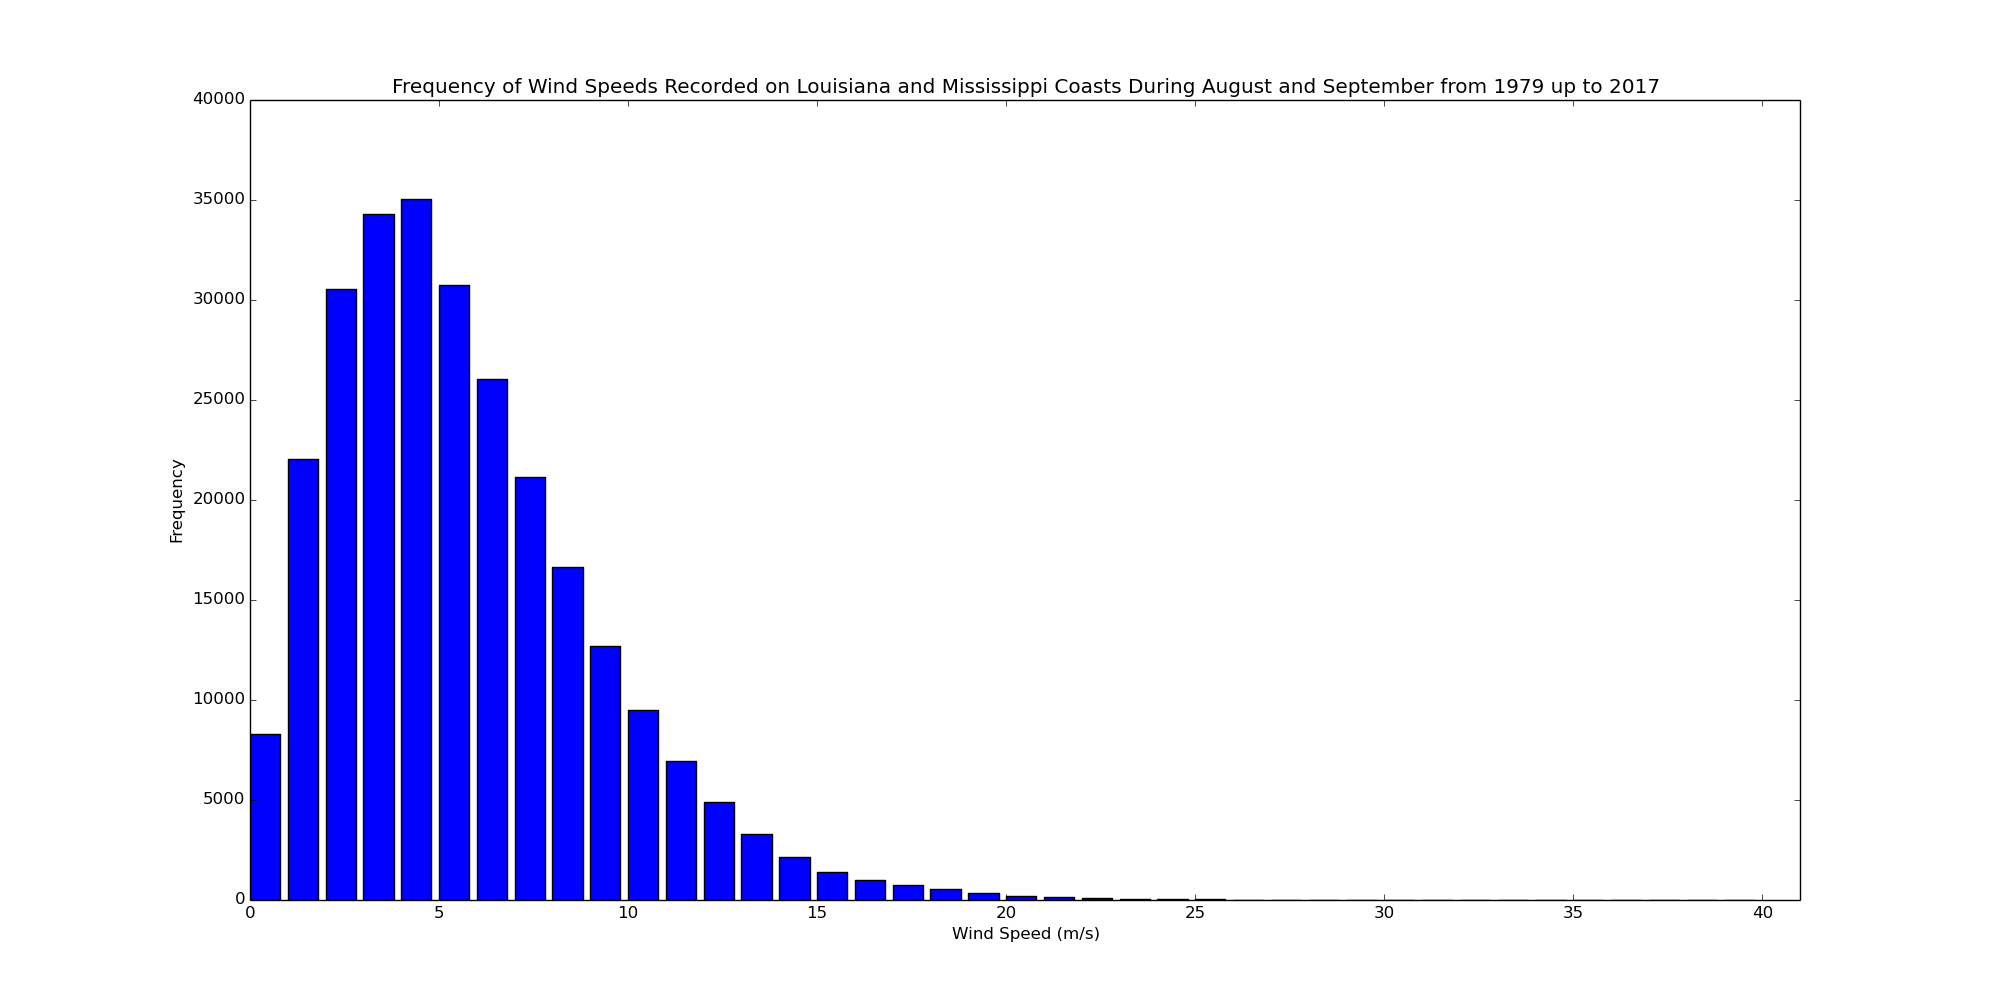 Frequency of Wind Speeds Recorded on Louisiana and Mississippi Coasts During August and September from 1979 up to 2017
40000
35000
30000
25000
20000
15000
10000
5000
0
Frequency
0 5 10 15 20 25 30 35 40
Wind Speed (m/s)